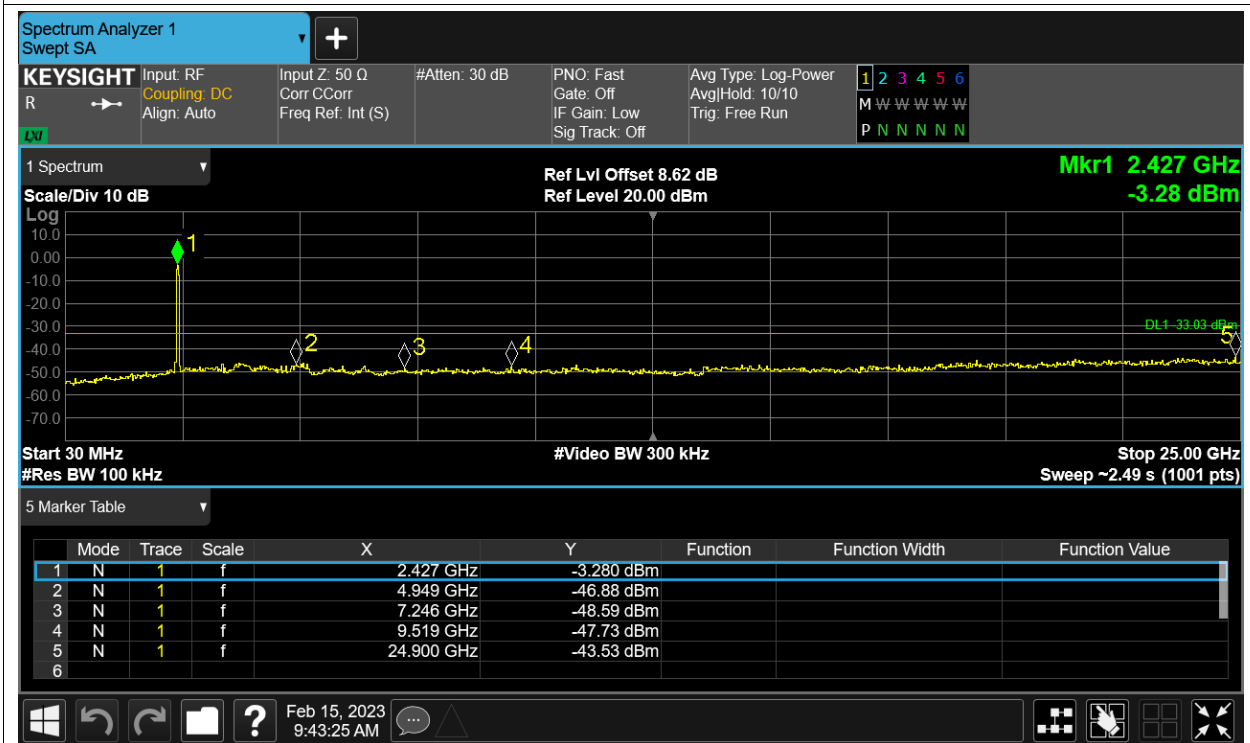 Spectrum Analyzer 1
Swept SA
KEYSIGHT Input: RF Input Z: 50 Ω #Atten: 30 dB PNO: Fast Avg Type: Log-Power 1 2 3 4 5 6
R Coupling: DC Corr CCorr Gate: Off Avg|Hold: 10/10 M W W W W W
Align: Auto Freq Ref: Int (S) IF Gain: Low Trig: Free Run
LXI Sig Track: Off P N N N N N
1 Spectrum Ref Lvl Offset 8.62 dB Mkr1 2.427 GHz
Scale/Div 10 dB Ref Level 20.00 dBm -3.28 dBm
Log
10.0
1
0.00
-10.0
-20.0
-30.0 DL1 -33.03 dBm
-40.0 2 3 4 5
-50.0
-60.0
-70.0
Start 30 MHz #Video BW 300 kHz Stop 25.00 GHz
#Res BW 100 kHz Sweep ~2.49 s (1001 pts)
5 Marker Table
Mode Trace Scale X Y Function Function Width Function Value
1 N 1 f 2.427 GHz -3.280 dBm
2 N 1 f 4.949 GHz -46.88 dBm
3 N 1 f 7.246 GHz -48.59 dBm
4 N 1 f 9.519 GHz -47.73 dBm
5 N 1 f 24.900 GHz -43.53 dBm
6
? Feb 15, 2023
9:43:25 AM